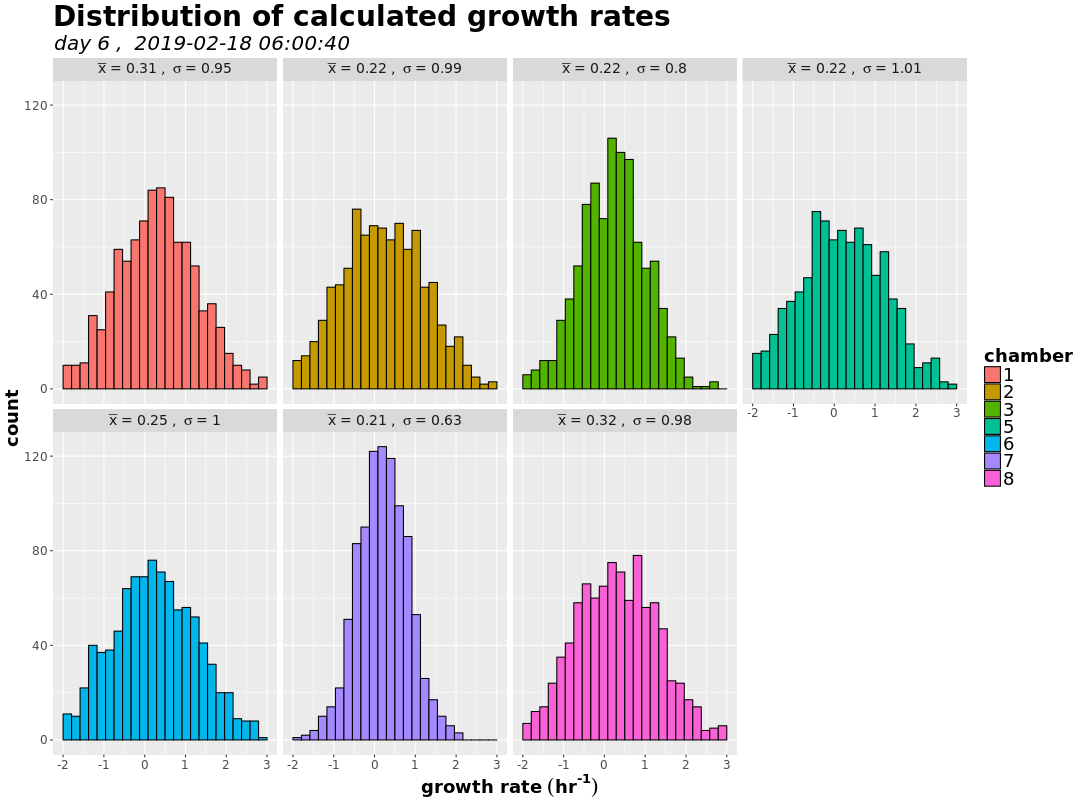 Distribution of calculated growth rates
day 6 , 2019-02-18 06:00:40
x̅ = 0.31 , σ = 0.95
x̅ = 0.22 , σ = 0.99
x̅ = 0.22 , σ = 0.8
x̅ = 0.22 , σ = 1.01
120
80
40
0
-2 -1 0 1 2 3
x̅ = 0.25 , σ = 1
x̅ = 0.21 , σ = 0.63
x̅ = 0.32 , σ = 0.98
120
80
40
0
-2 -1 0 1 2 3
-2 -1 0 1 2 3
-2 -1 0 1 2 3
count
growth rate (hr⁻¹)
chamber
1
2
3
5
6
7
8